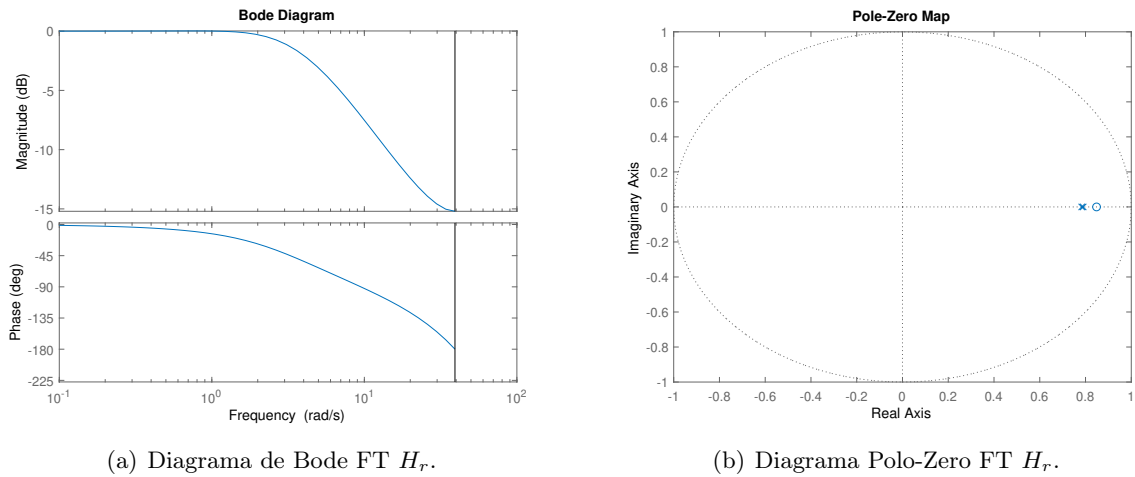 Bode Diagram
0
-5
-10
-15
Magnitude (dB)
0
-45
-90
-135
-180
-225
Phase (deg)
10^-1 10^0 10^1 10^2
Frequency (rad/s)
(a) Diagrama de Bode FT H_r.
Pole-Zero Map
1
0.8
0.6
0.4
0.2
0
-0.2
-0.4
-0.6
-0.8
-1
Imaginary Axis
-1 -0.8 -0.6 -0.4 -0.2 0 0.2 0.4 0.6 0.8 1
Real Axis
(b) Diagrama Polo-Zero FT H_r.